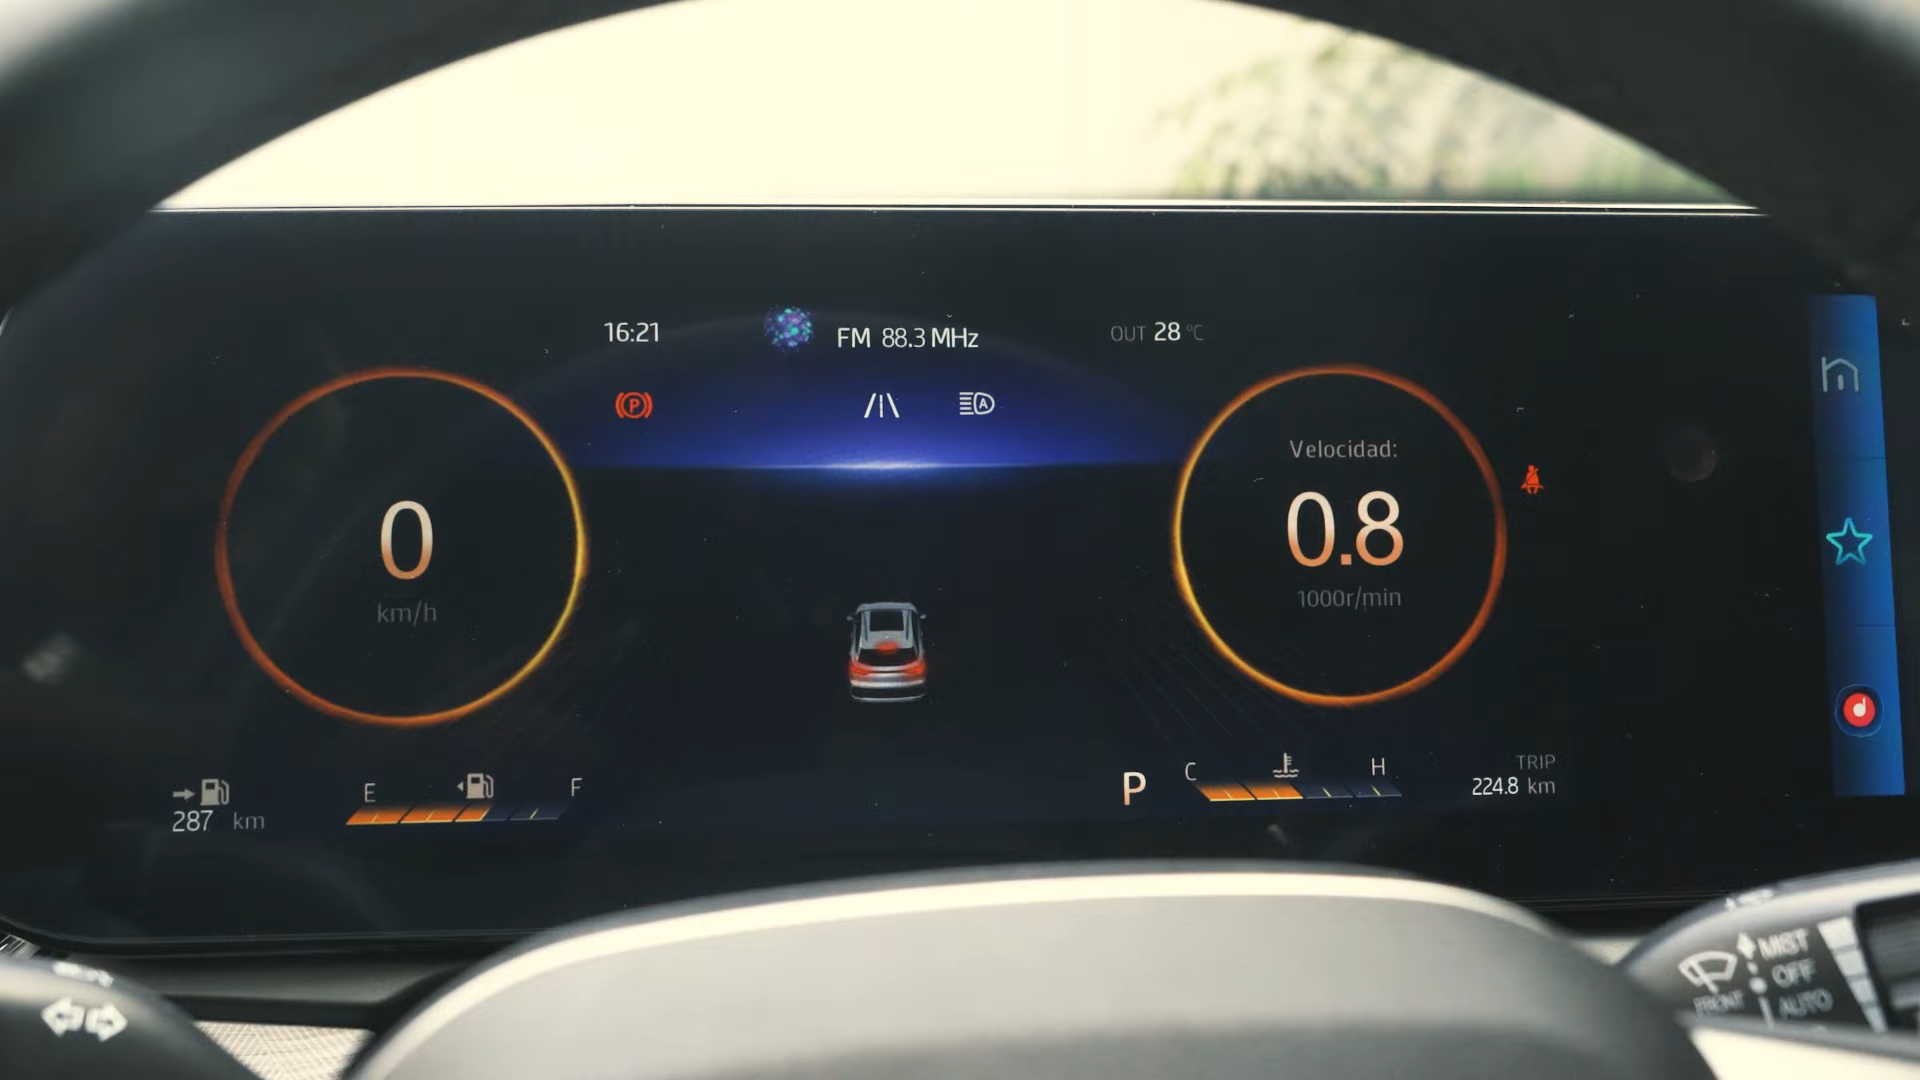 16:21
FM 88.3 MHz
OUT 28 °C
P
A
Velocidad:
0
km/h
0.8
1000r/min
287 km
E
F
P
C
H
TRIP
224.8 km
MIST
OFF
AUTO
FRONT